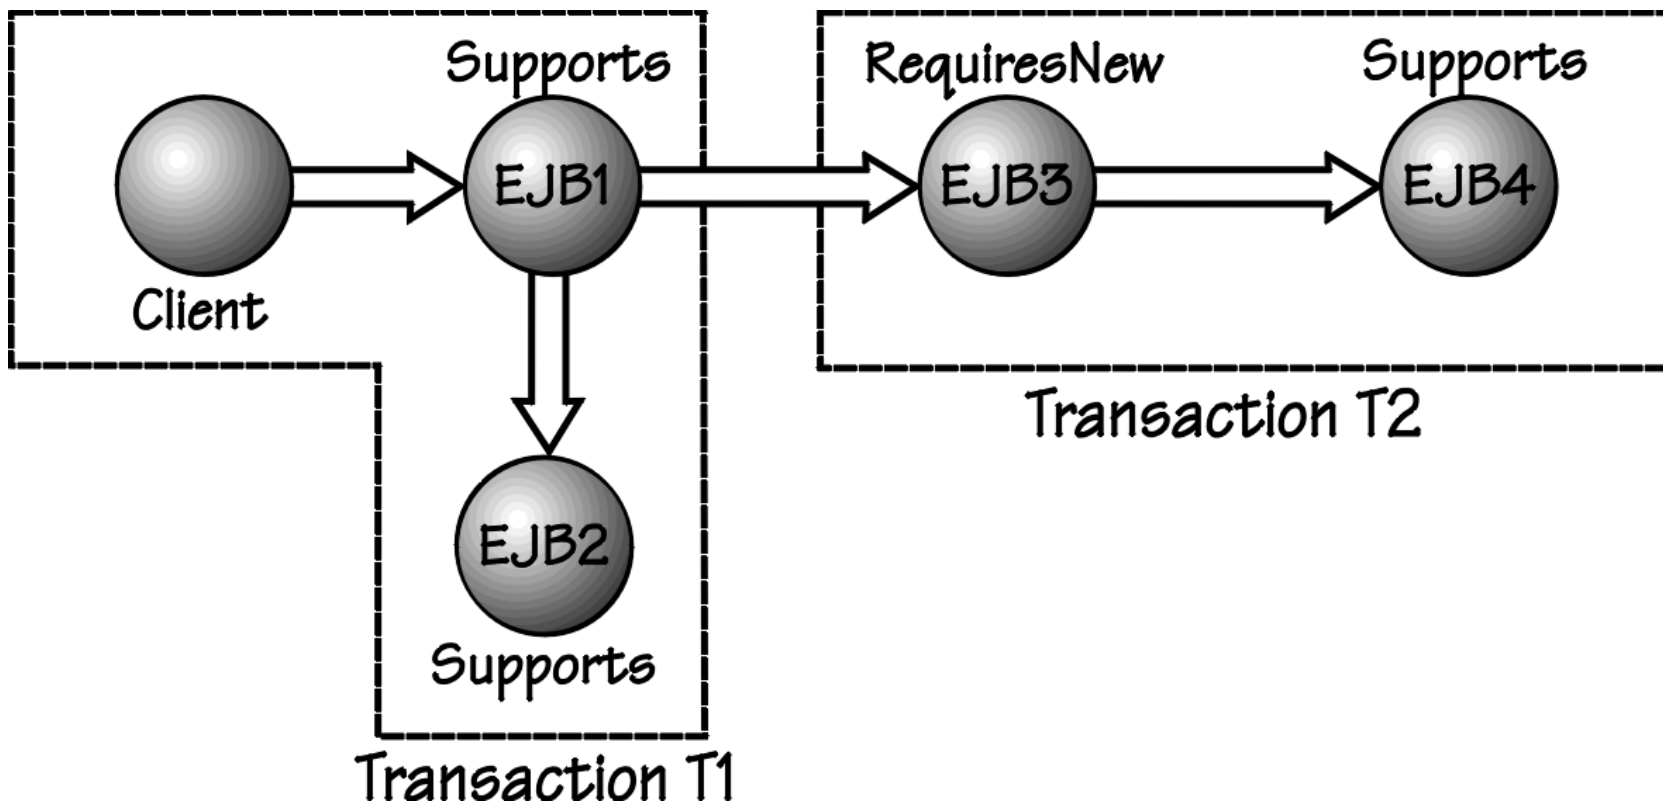 Supports
RequiresNew
Supports
EJB1
EJB3
EJB4
Client
Transaction T2
EJB2
Supports
Transaction T1